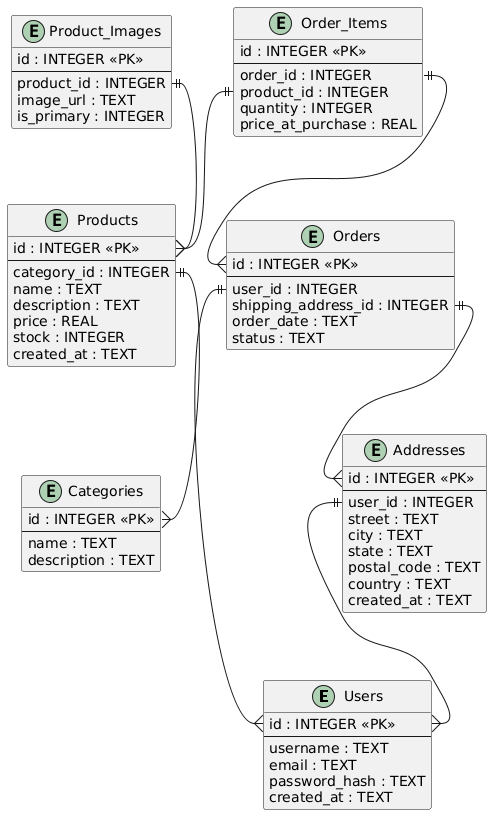 E Product_Images
id : INTEGER «PK»
product_id : INTEGER
image_url : TEXT
is_primary : INTEGER
E Order_Items
id : INTEGER «PK»
order_id : INTEGER
product_id : INTEGER
quantity : INTEGER
price_at_purchase : REAL
E Products
id : INTEGER «PK»
category_id : INTEGER
name : TEXT
description : TEXT
price : REAL
stock : INTEGER
created_at : TEXT
E Orders
id : INTEGER «PK»
user_id : INTEGER
shipping_address_id : INTEGER
order_date : TEXT
status : TEXT
E Categories
id : INTEGER «PK»
name : TEXT
description : TEXT
E Addresses
id : INTEGER «PK»
user_id : INTEGER
street : TEXT
city : TEXT
state : TEXT
postal_code : TEXT
country : TEXT
created_at : TEXT
E Users
id : INTEGER «PK»
username : TEXT
email : TEXT
password_hash : TEXT
created_at : TEXT